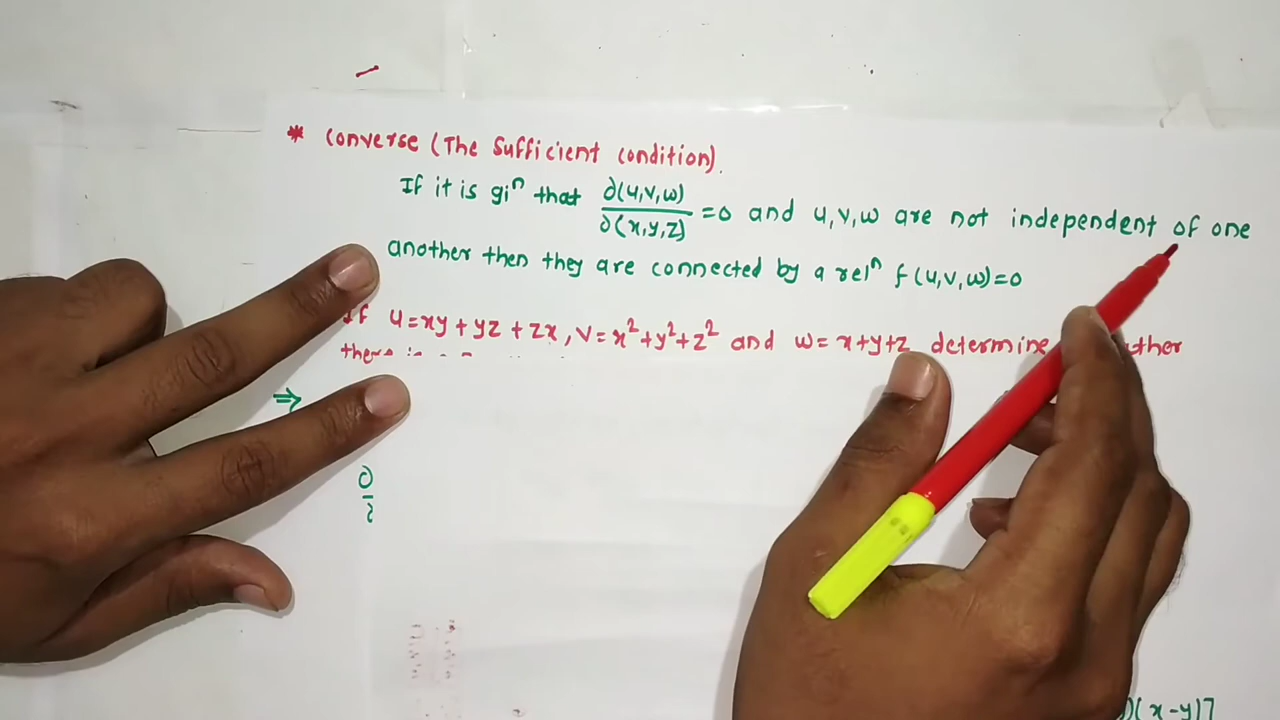 * Converse (The Sufficient condition).
If it is giⁿ that ∂(u,v,w)/∂(x,y,z) =0 and u,v,w are not independent of one
another then they are connected by a relⁿ f(u,v,w)=0
If u=xy+yz+zx, v=x²+y²+z² and w=x+y+z determine
⇒
)(x-y)]